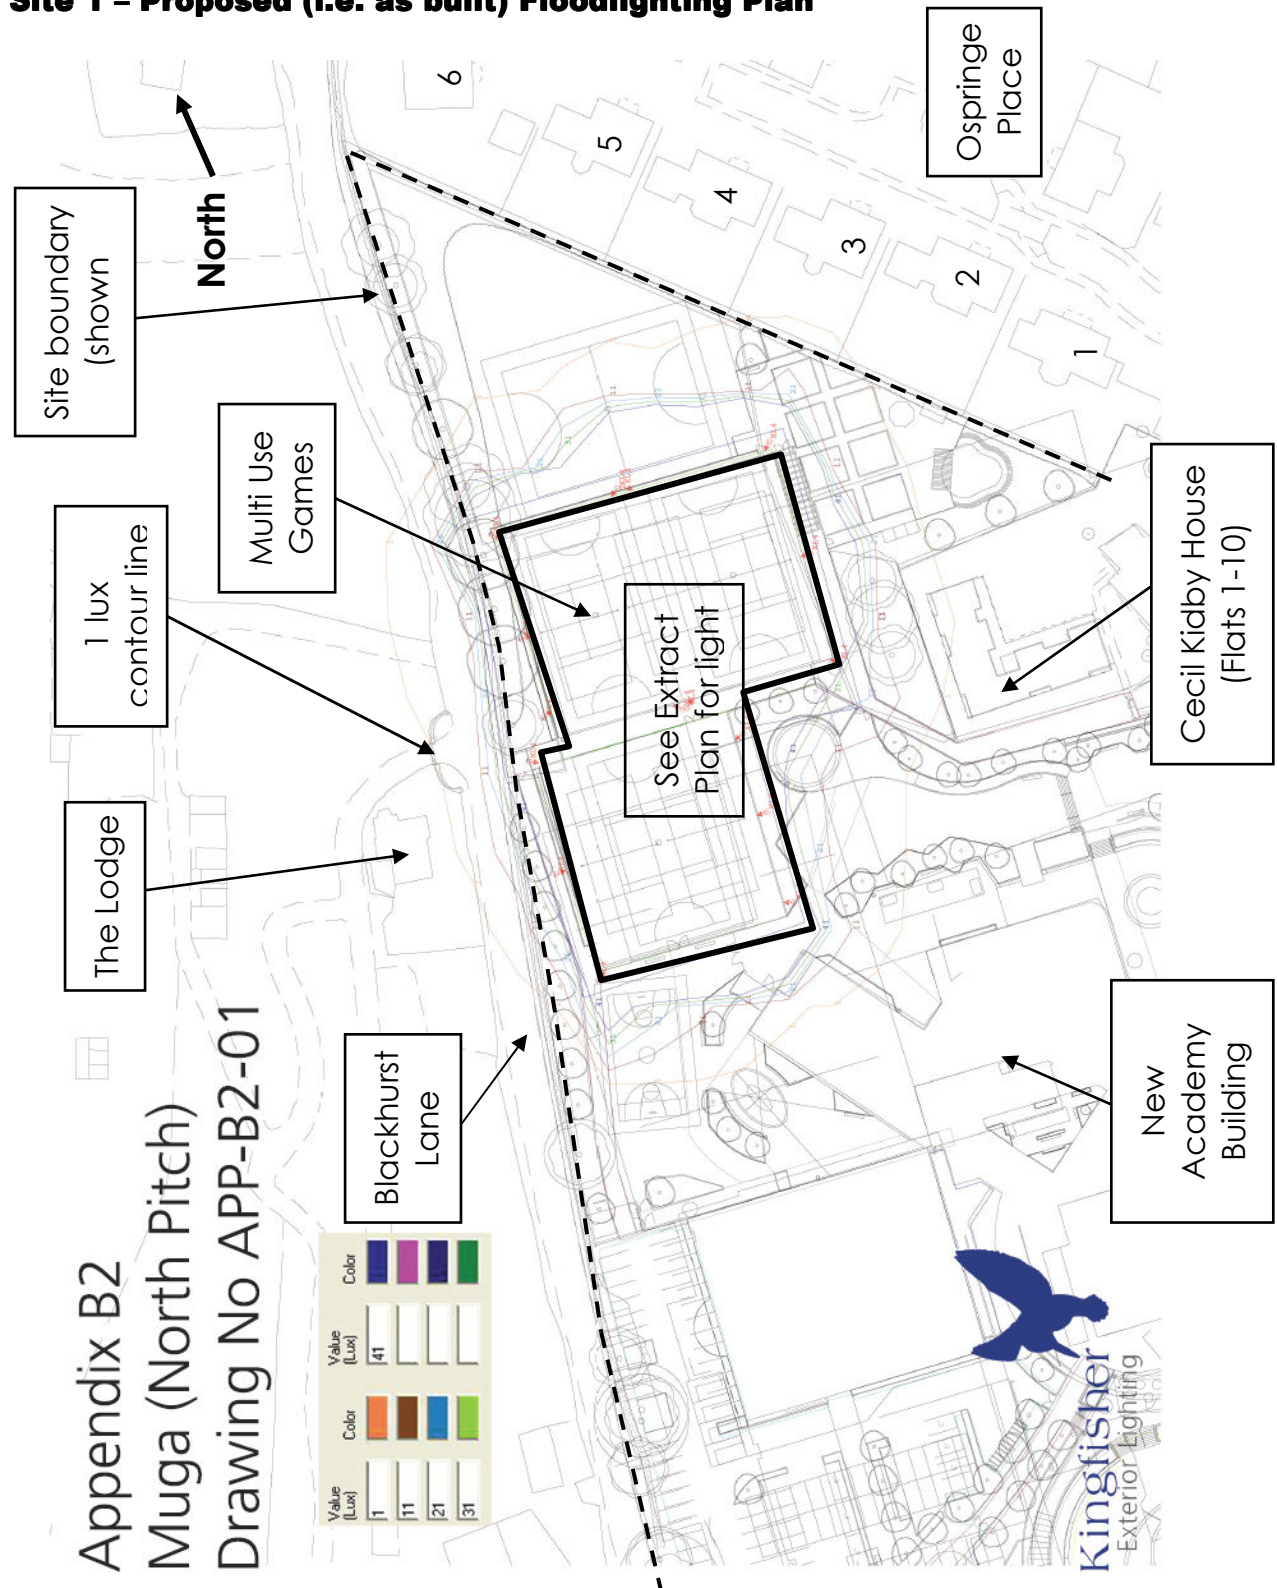 Site 1 – Proposed (i.e. as built) Floodlighting Plan
Appendix B2
Muga (North Pitch)
Drawing No APP-B2-01
Value
(Lux)
Color
Value
(Lux)
Color
1
41
11
21
31
The Lodge
1 lux
contour line
Site boundary
(shown
North
Multi Use
Games
Blackhurst
Lane
See Extract
Plan for light
6
5
4
3
2
1
Ospringe
Place
Cecil Kidby House
(Flats 1-10)
New
Academy
Building
Kingfisher
Exterior Lighting